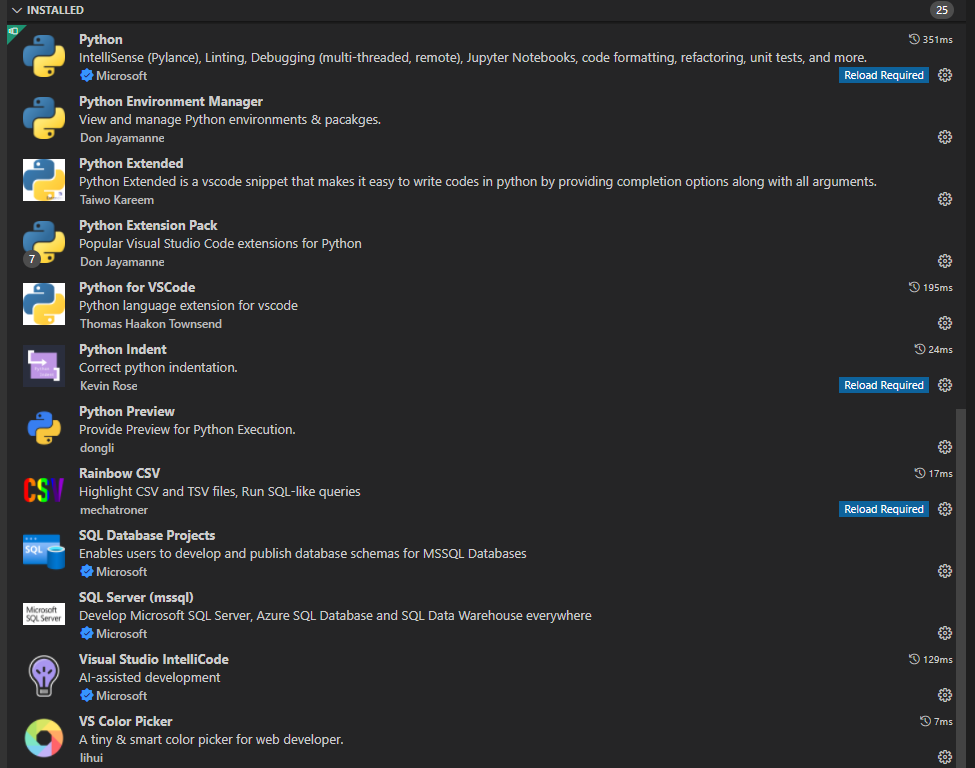 INSTALLED 25
Python 351ms
IntelliSense (Pylance), Linting, Debugging (multi-threaded, remote), Jupyter Notebooks, code formatting, refactoring, unit tests, and more.
Microsoft Reload Required
Python Environment Manager
View and manage Python environments & pacakges.
Don Jayamanne
Python Extended
Python Extended is a vscode snippet that makes it easy to write codes in python by providing completion options along with all arguments.
Taiwo Kareem
Python Extension Pack
Popular Visual Studio Code extensions for Python
7
Don Jayamanne
Python for VSCode 195ms
Python language extension for vscode
Thomas Haakon Townsend
Python Indent 24ms
Correct python indentation.
Kevin Rose Reload Required
Python Preview
Provide Preview for Python Execution.
dongli
Rainbow CSV 17ms
CSV
Highlight CSV and TSV files, Run SQL-like queries
mechatroner Reload Required
SQL Database Projects
SQL
Enables users to develop and publish database schemas for MSSQL Databases
Microsoft
SQL Server (mssql)
Microsoft
SQL Server
Develop Microsoft SQL Server, Azure SQL Database and SQL Data Warehouse everywhere
Microsoft
Visual Studio IntelliCode 129ms
AI-assisted development
Microsoft
VS Color Picker 7ms
A tiny & smart color picker for web developer.
lihui